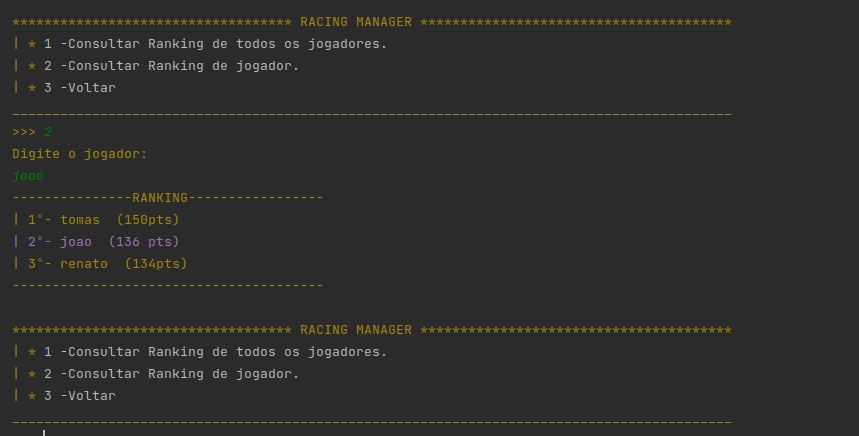 *********************************** RACING MANAGER ***************************************
| * 1 -Consultar Ranking de todos os jogadores.
| * 2 -Consultar Ranking de jogador.
| * 3 -Voltar
__________________________________________________________________________________________
>>> 2
Digite o jogador:
joao
---------------RANKING-----------------
| 1°- tomas  (150pts)
| 2°- joao  (136 pts)
| 3°- renato  (134pts)
---------------------------------------
*********************************** RACING MANAGER ***************************************
| * 1 -Consultar Ranking de todos os jogadores.
| * 2 -Consultar Ranking de jogador.
| * 3 -Voltar
__________________________________________________________________________________________